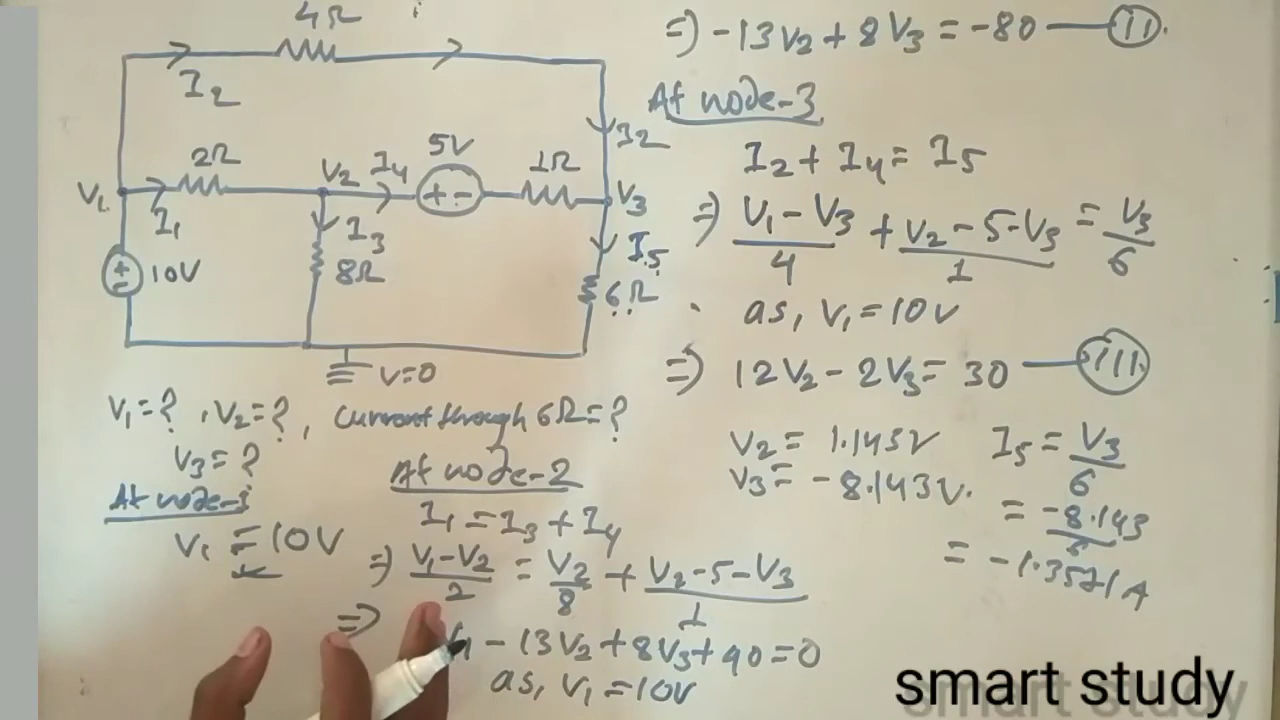 4Ω
I2
I2
2Ω
V2
I4
5V
1Ω
V1
I1
I3
V3
+ -
+
-
10V
8Ω
I5
6Ω
V=0
V1=? , V2=? , Current through 6Ω=?
V3=?
At node-1
V1 = 10V
At node-2
I1 = I3 + I4
=) V1-V2/2 = V2/8 + V2-5-V3/1
=)
- 13V2 + 8V3 + 40 = 0
as, V1 = 10V
=) -13V2 + 8V3 = -80 — II
At node-3
I2 + I4 = I5
=) V1-V3/4 + V2-5-V3/1 = V3/6
as, V1 = 10V
=) 12V2 - 2V3 = 30 — III
V2 = 1.143V
V3 = -8.143V.
I5 = V3/6
= -8.143/6
= -1.3571A
smart study